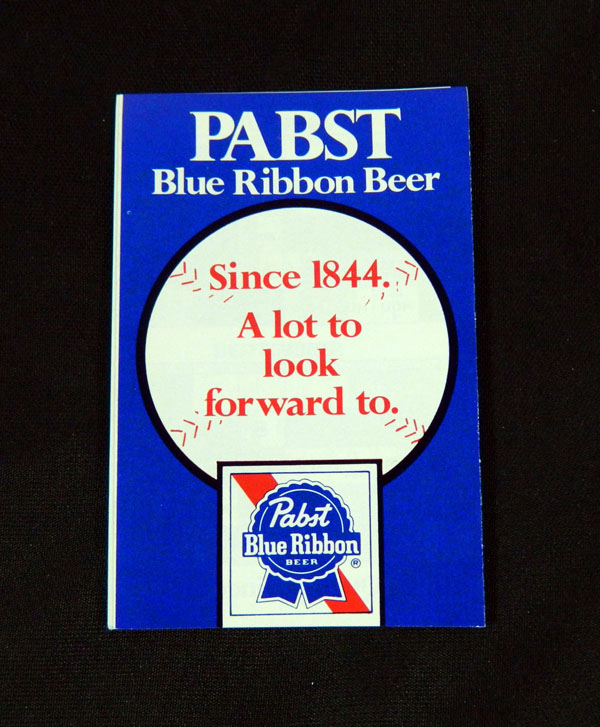 PABST
Blue Ribbon Beer
Since 1844.
A lot to
look
forward to.
Pabst
Blue Ribbon
BEER
®